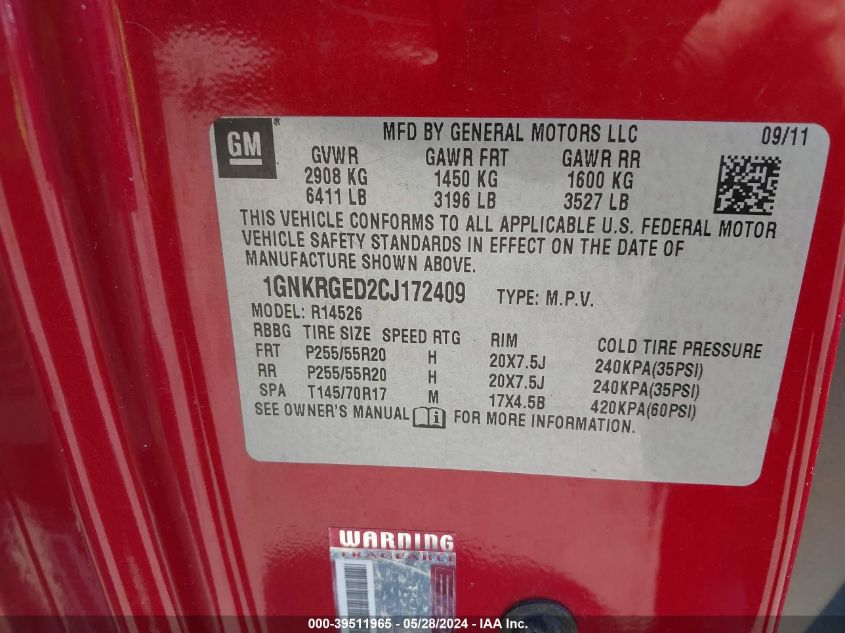 GM
MFD BY GENERAL MOTORS LLC 09/11
GVWR GAWR FRT GAWR RR
2908 KG 1450 KG 1600 KG
6411 LB 3196 LB 3527 LB
THIS VEHICLE CONFORMS TO ALL APPLICABLE U.S. FEDERAL MOTOR
VEHICLE SAFETY STANDARDS IN EFFECT ON THE DATE OF
MANUFACTURE SHOWN ABOVE.
1GNKRGED2CJ172409 TYPE: M.P.V.
MODEL: R14526
RBBG TIRE SIZE SPEED RTG RIM COLD TIRE PRESSURE
FRT P255/55R20 H 20X7.5J 240KPA(35PSI)
RR P255/55R20 H 20X7.5J 240KPA(35PSI)
SPA T145/70R17 M 17X4.5B 420KPA(60PSI)
SEE OWNER'S MANUAL FOR MORE INFORMATION.
WARNING
TRACEABLE
000-39511965 - 05/28/2024 - IAA Inc.